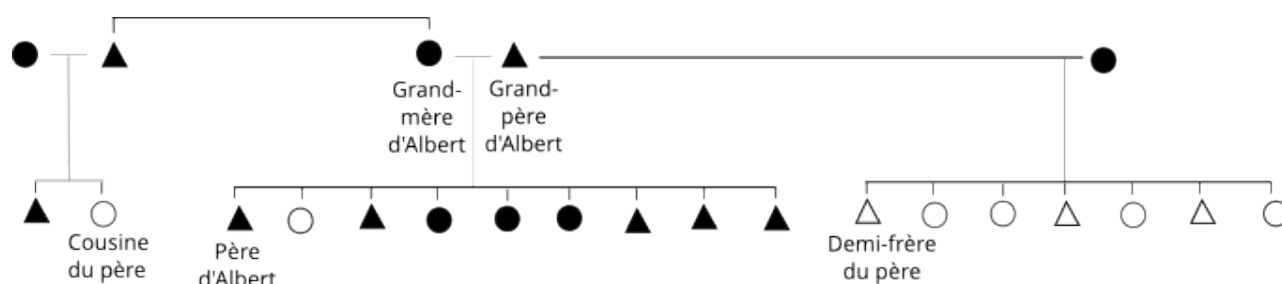 Grand-
mère
d'Albert
Grand-
père
d'Albert
Cousine
du père
Père
d'Albert
Demi-frère
du père